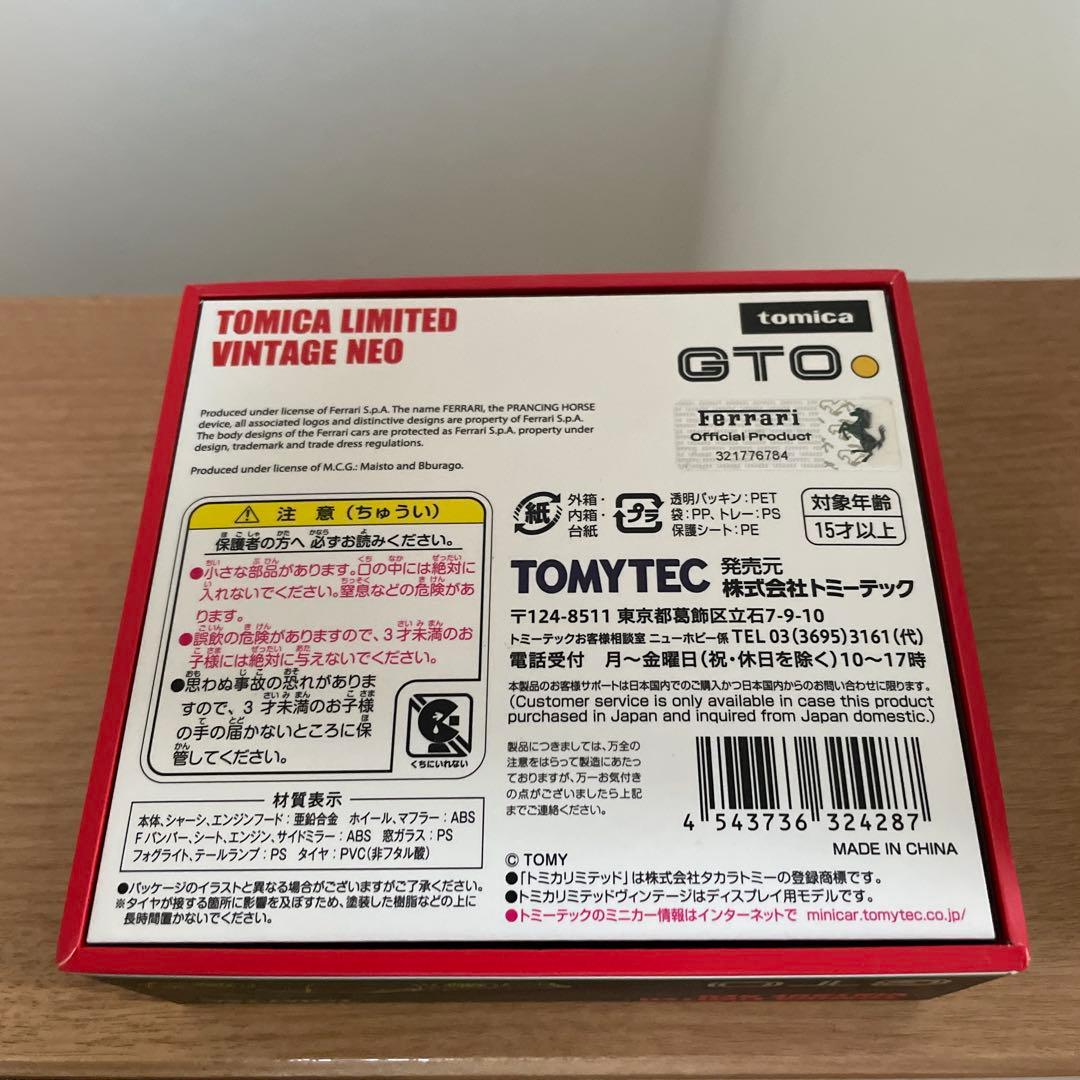 TOMICA LIMITED
VINTAGE NEO
tomica
GTO
Ferrari
Official Product
321776784
Produced under license of Ferrari S.p.A. The name FERRARI, the PRANCING HORSE
device, all associated logos and distinctive designs are property of Ferrari S.p.A.
The body designs of the Ferrari cars are protected as Ferrari S.p.A. property under
design, trademark and trade dress regulations.
Produced under license of M.C.G.: Maisto and Bburago.
注 意 (ちゅうい)
保護者の方へ 必ずお読みください。
●小さな部品があります。口の中には絶対に
入れないでください。窒息などの危険があ
ります。
●誤飲の危険がありますので、3才未満のお
子様には絶対に与えないでください。
●思わぬ事故の恐れがありま
すので、3才未満のお子様
の手の届かないところに保
管してください。
くちにいれない
材質表示
本体、シャーシ、エンジンフード:亜鉛合金 ホイール、マフラー:ABS
Fバンパー、シート、エンジン、サイドミラー:ABS 窓ガラス:PS
フォグライト、テールランプ:PS タイヤ:PVC(非フタル酸)
●パッケージのイラストと異なる場合がございますがご了承ください。
※タイヤが接する箇所に影響を及ぼすため、塗装した樹脂などの上に
長時間置かないでください。
紙
外箱・
内箱・
台紙
プラ
透明パッキン:PET
袋:PP、トレー:PS
保護シート:PE
対象年齢
15才以上
TOMYTEC
発売元
株式会社トミーテック
〒124-8511 東京都葛飾区立石7-9-10
トミーテックお客様相談室 ニューホビー係 TEL 03(3695)3161(代)
電話受付 月〜金曜日(祝・休日を除く)10〜17時
本製品のお客様サポートは日本国内でのご購入かつ日本国内からのお問い合わせに限ります。
(Customer service is only available in case this product
purchased in Japan and inquired from Japan domestic.)
製品につきましては、万全の
注意をはらって製造にあたっ
ておりますが、万一お気付き
の点がございましたら上記
までご連絡ください。
4 543736 324287
MADE IN CHINA
© TOMY
●「トミカリミテッド」は株式会社タカラトミーの登録商標です。
●トミカリミテッドヴィンテージはディスプレイ用モデルです。
●トミーテックのミニカー情報はインターネットで minicar.tomytec.co.jp/